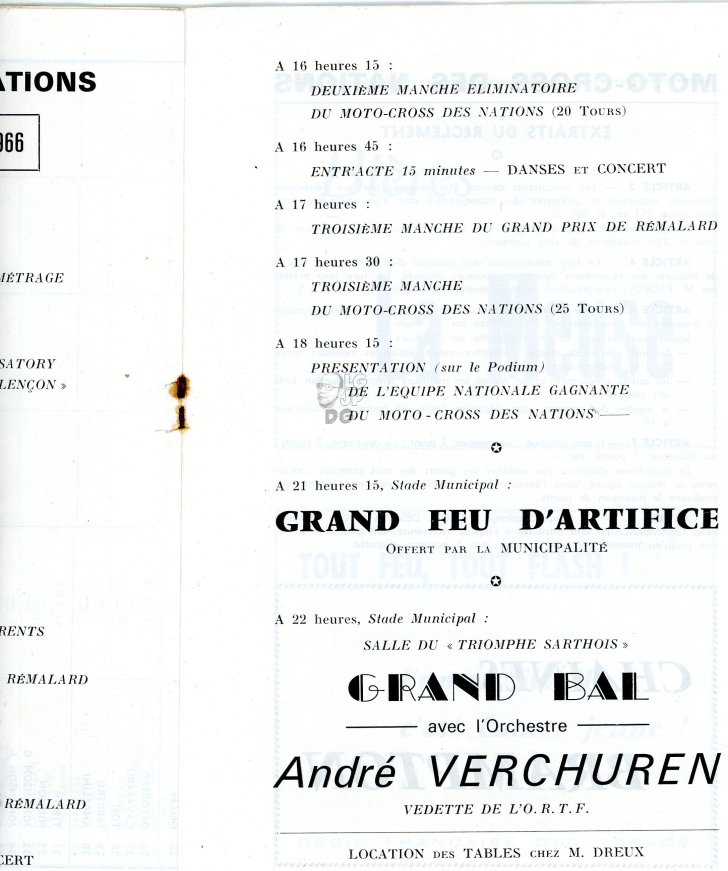 ATIONS
966
MÉTRAGE
SATORY
LENÇON »
RENTS
RÉMALARD
RÉMALARD
CERT
A 16 heures 15 :
DEUXIÈME MANCHE ELIMINATOIRE
DU MOTO-CROSS DES NATIONS (20 Tours)
A 16 heures 45 :
ENTR'ACTE 15 minutes — DANSES ET CONCERT
A 17 heures :
TROISIÈME MANCHE DU GRAND PRIX DE RÉMALARD
A 17 heures 30 :
TROISIÈME MANCHE
DU MOTO-CROSS DES NATIONS (25 Tours)
A 18 heures 15 :
PRESENTATION (sur le Podium)
DE L'EQUIPE NATIONALE GAGNANTE
DU MOTO-CROSS DES NATIONS
A 21 heures 15, Stade Municipal :
GRAND FEU D'ARTIFICE
OFFERT PAR LA MUNICIPALITÉ
A 22 heures, Stade Municipal :
SALLE DU « TRIOMPHE SARTHOIS »
GRAND BAL
avec l'Orchestre
André VERCHUREN
VEDETTE DE L'O.R.T.F.
LOCATION DES TABLES CHEZ M. DREUX